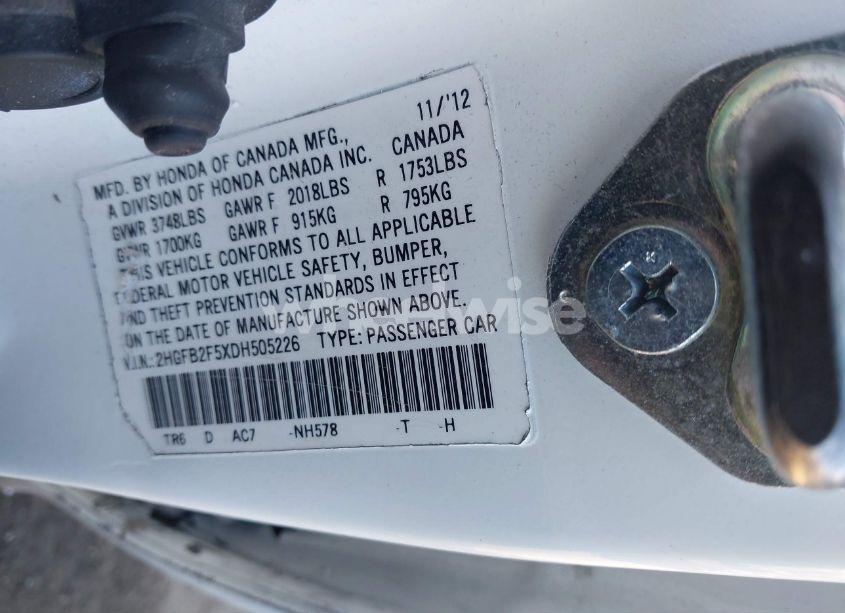 11/'12
MFD. BY HONDA OF CANADA MFG.,
A DIVISION OF HONDA CANADA INC. CANADA
GVWR 3748LBS GAWR F 2018LBS R 1753LBS
GVWR 1700KG GAWR F 915KG R 795KG
THIS VEHICLE CONFORMS TO ALL APPLICABLE
FEDERAL MOTOR VEHICLE SAFETY, BUMPER,
AND THEFT PREVENTION STANDARDS IN EFFECT
ON THE DATE OF MANUFACTURE SHOWN ABOVE.
V.I.N.: 2HGFB2F5XDH505226 TYPE: PASSENGER CAR
TR6 D AC7 -NH578 -T -H